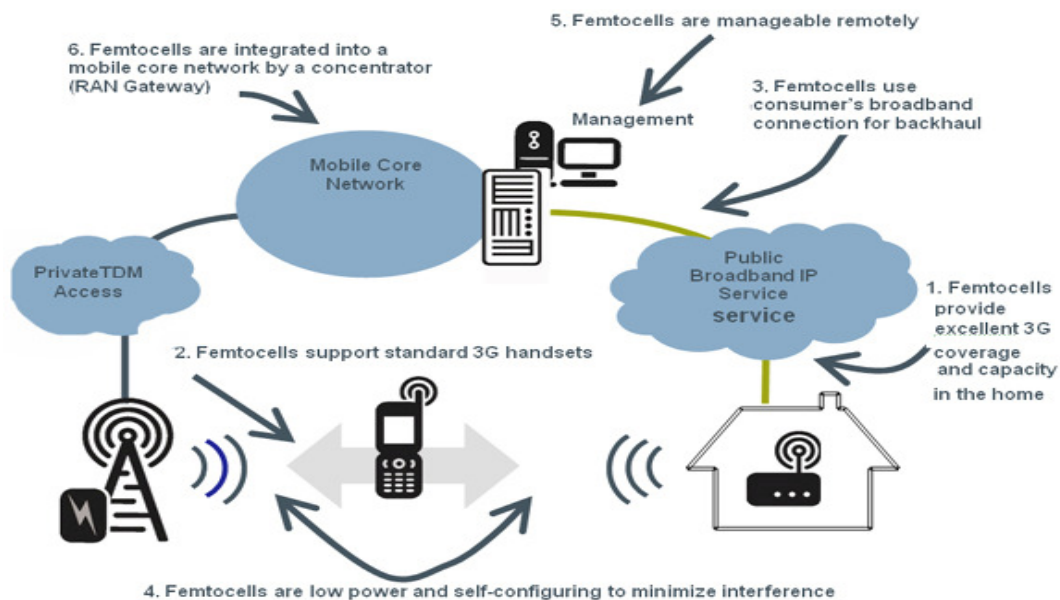 5. Femtocells are manageable remotely
6. Femtocells are integrated into a
mobile core network by a concentrator
(RAN Gateway)
3. Femtocells use
consumer's broadband
connection for backhaul
Management
Mobile Core
Network
PrivateTDM
Access
Public
Broadband IP
Service
service
1. Femtocells
provide
excellent 3G
coverage
and capacity
in the home
2. Femtocells support standard 3G handsets
4. Femtocells are low power and self-configuring to minimize interference